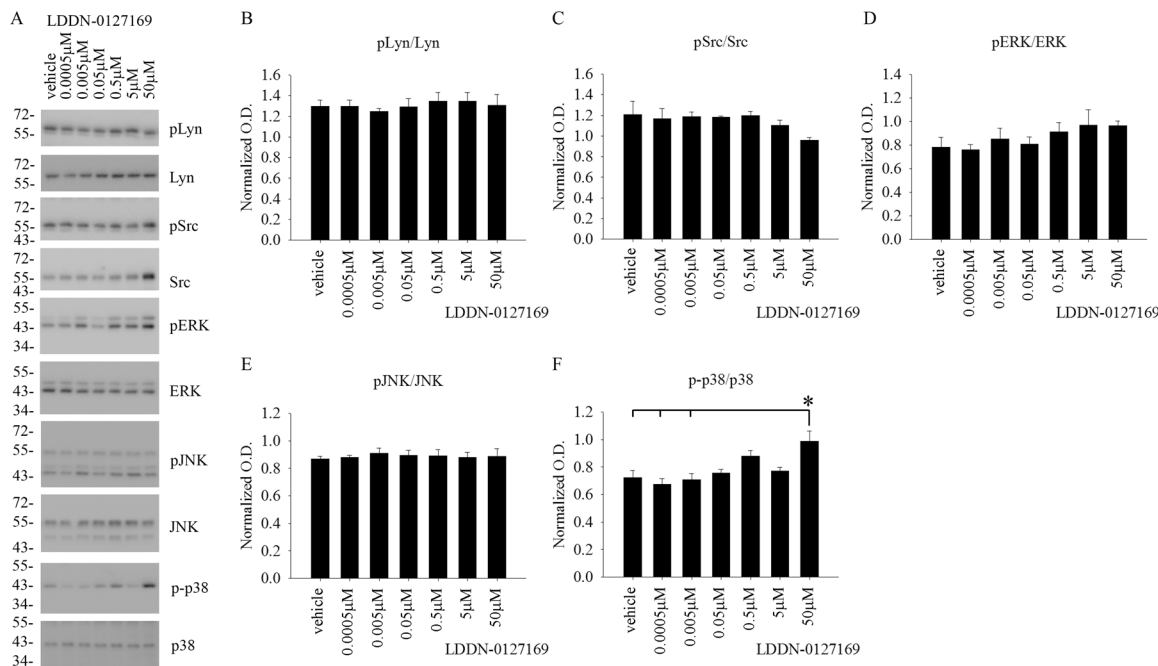 A
LDDN-0127169
vehicle
0.0005μM
0.005μM
0.05μM
0.5μM
5μM
50μM
72-
55-
pLyn
72-
55-
Lyn
72-
55-
43-
pSrc
72-
55-
43-
Src
55-
43-
34-
pERK
55-
43-
34-
ERK
72-
55-
43-
pJNK
72-
55-
43-
JNK
55-
43-
34-
p-p38
55-
43-
34-
p38
B
pLyn/Lyn
Normalized O.D.
1.6
1.4
1.2
1.0
0.8
0.6
0.4
0.2
0.0
vehicle
0.0005μM
0.005μM
0.05μM
0.5μM
5μM
50μM
LDDN-0127169
C
pSrc/Src
Normalized O.D.
1.6
1.4
1.2
1.0
0.8
0.6
0.4
0.2
0.0
vehicle
0.0005μM
0.005μM
0.05μM
0.5μM
5μM
50μM
LDDN-0127169
D
pERK/ERK
Normalized O.D.
1.4
1.2
1.0
0.8
0.6
0.4
0.2
0.0
vehicle
0.0005μM
0.005μM
0.05μM
0.5μM
5μM
50μM
LDDN-0127169
E
pJNK/JNK
Normalized O.D.
1.2
1.0
0.8
0.6
0.4
0.2
0.0
vehicle
0.0005μM
0.005μM
0.05μM
0.5μM
5μM
50μM
LDDN-0127169
F
p-p38/p38
*
Normalized O.D.
1.2
1.0
0.8
0.6
0.4
0.2
0.0
vehicle
0.0005μM
0.005μM
0.05μM
0.5μM
5μM
50μM
LDDN-0127169